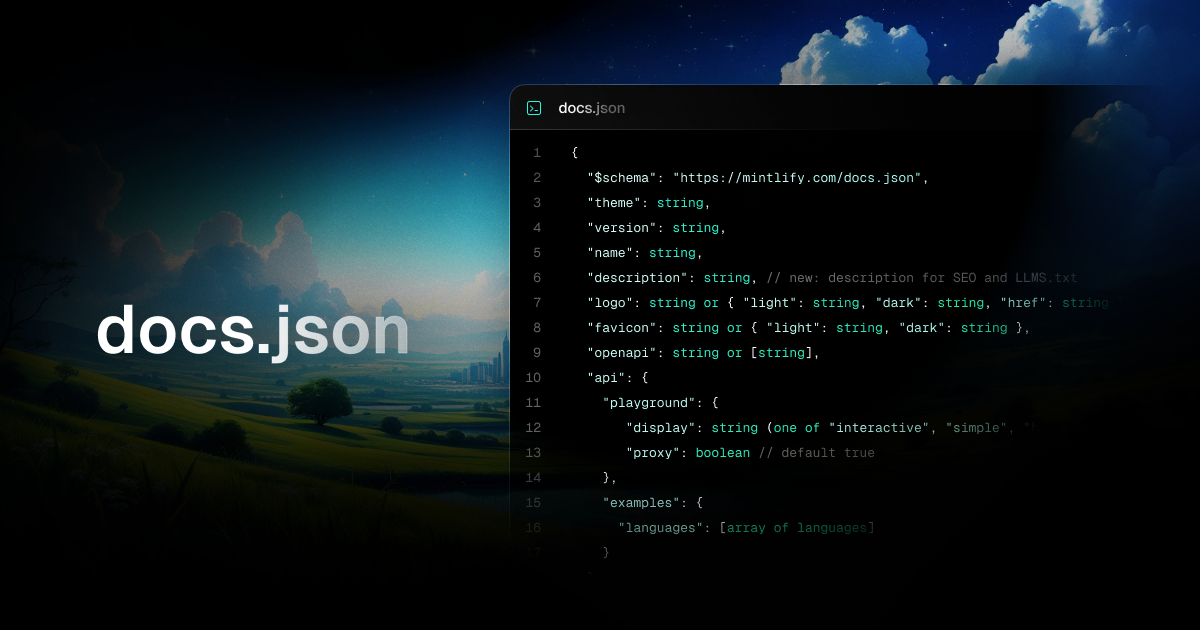 docs.json
docs.json
1 {
2 "$schema": "https://mintlify.com/docs.json",
3 "theme": string,
4 "version": string,
5 "name": string,
6 "description": string, // new: description for SEO and LLMS.txt
7 "logo": string or { "light": string, "dark": string, "href": string
8 "favicon": string or { "light": string, "dark": string },
9 "openapi": string or [string],
10 "api": {
11 "playground": {
12 "display": string (one of "interactive", "simple", "
13 "proxy": boolean // default true
14 },
15 "examples": {
16 "languages": [array of languages]
17 }